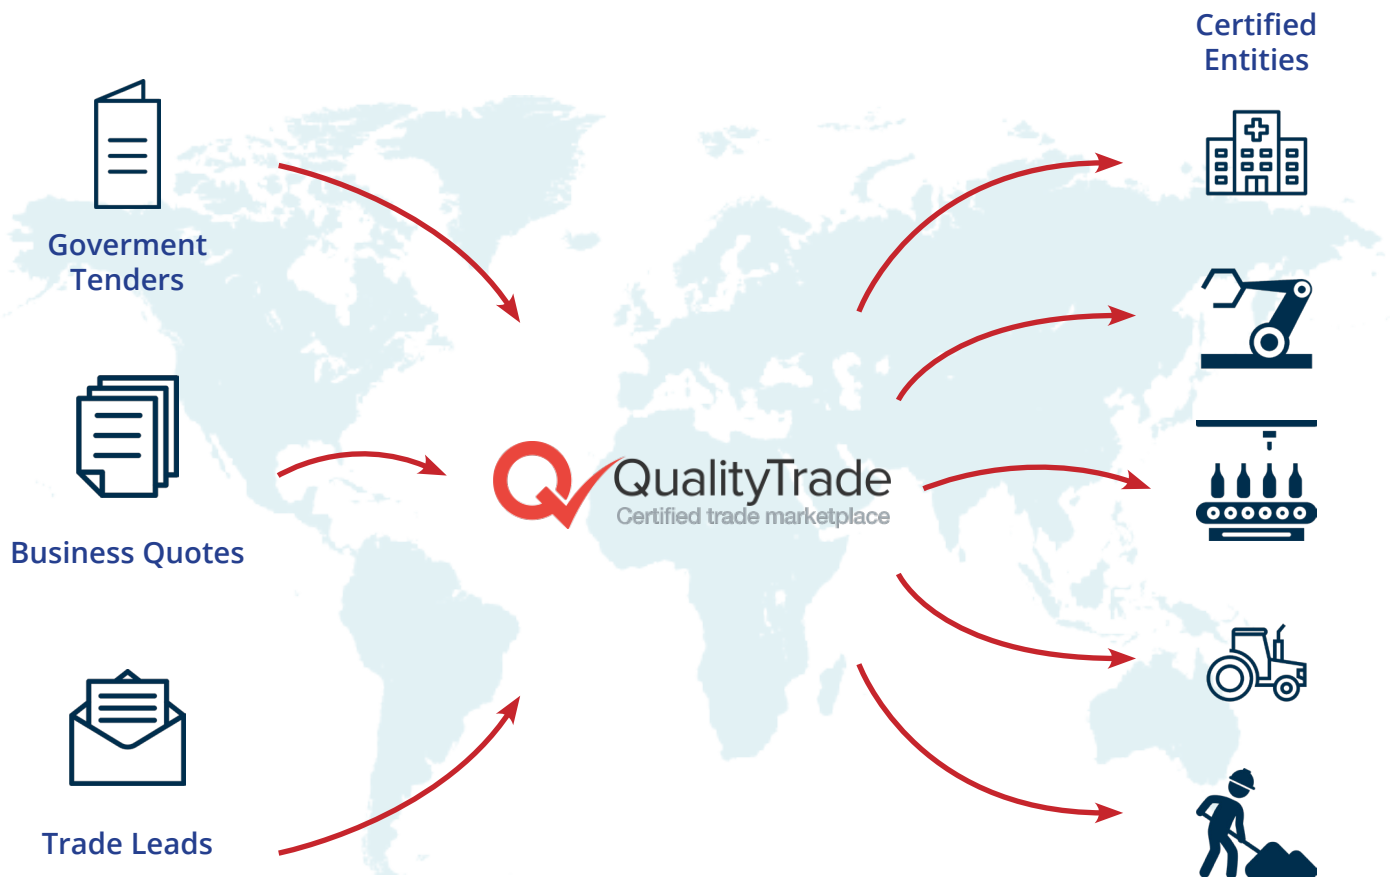 Certified
Entities
Goverment
Tenders
Business Quotes
Trade Leads
QualityTrade
Certified trade marketplace